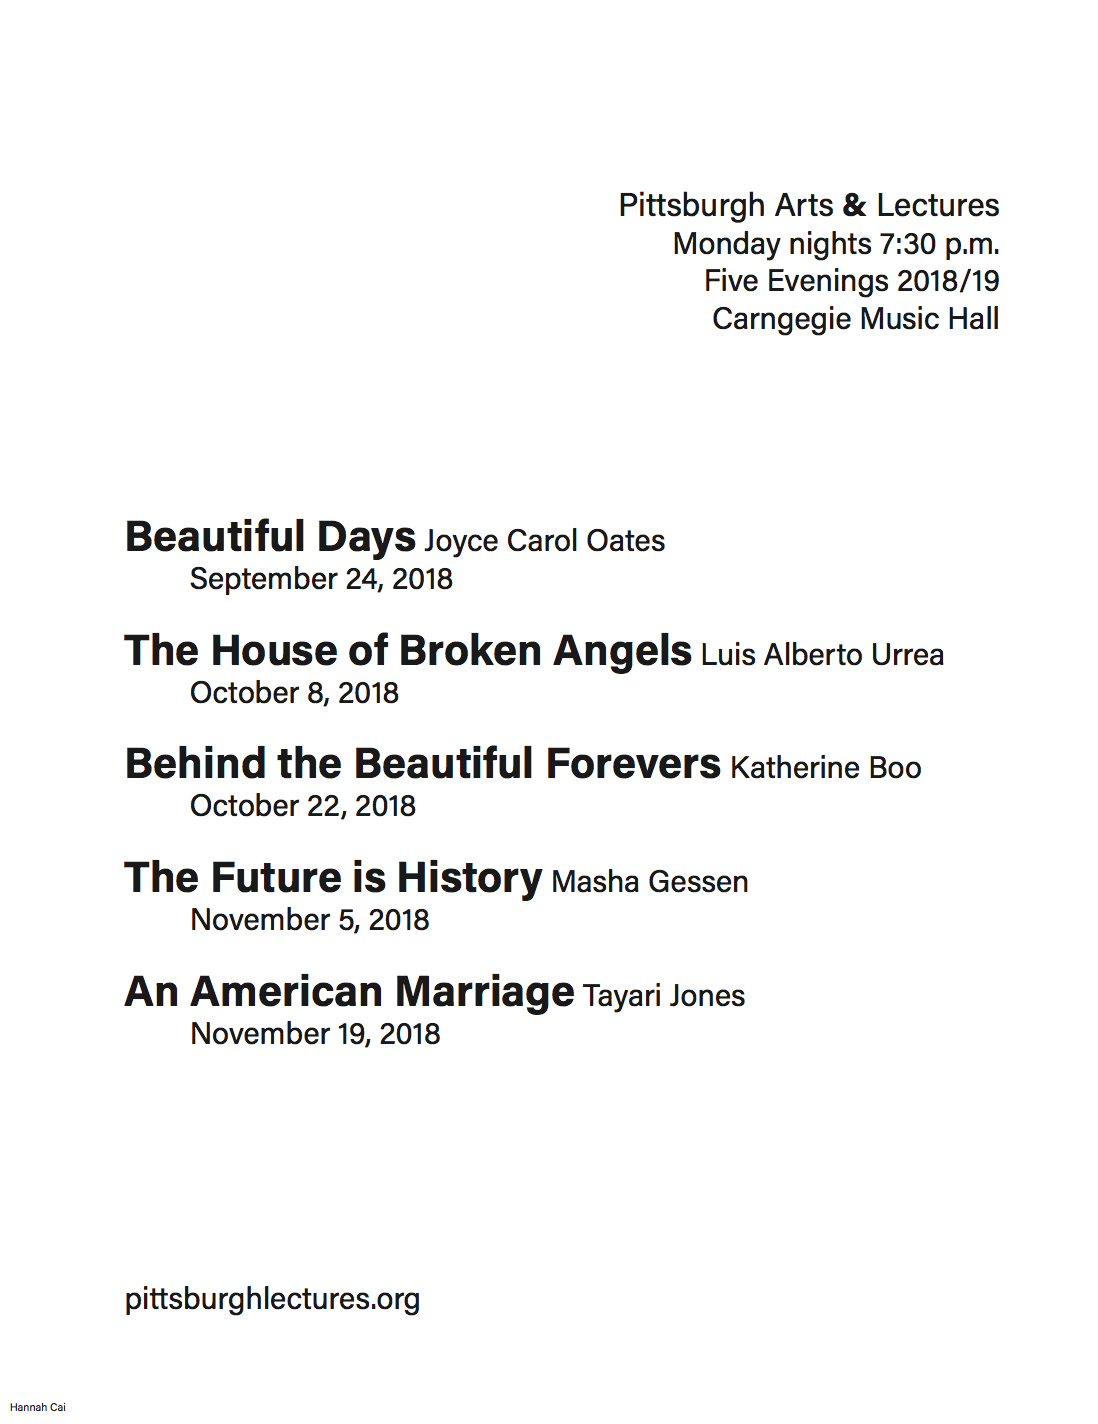 Pittsburgh Arts & Lectures
Monday nights 7:30 p.m.
Five Evenings 2018/19
Carngegie Music Hall
Beautiful Days Joyce Carol Oates
September 24, 2018
The House of Broken Angels Luis Alberto Urrea
October 8, 2018
Behind the Beautiful Forevers Katherine Boo
October 22, 2018
The Future is History Masha Gessen
November 5, 2018
An American Marriage Tayari Jones
November 19, 2018
pittsburghlectures.org
Hannah Cai